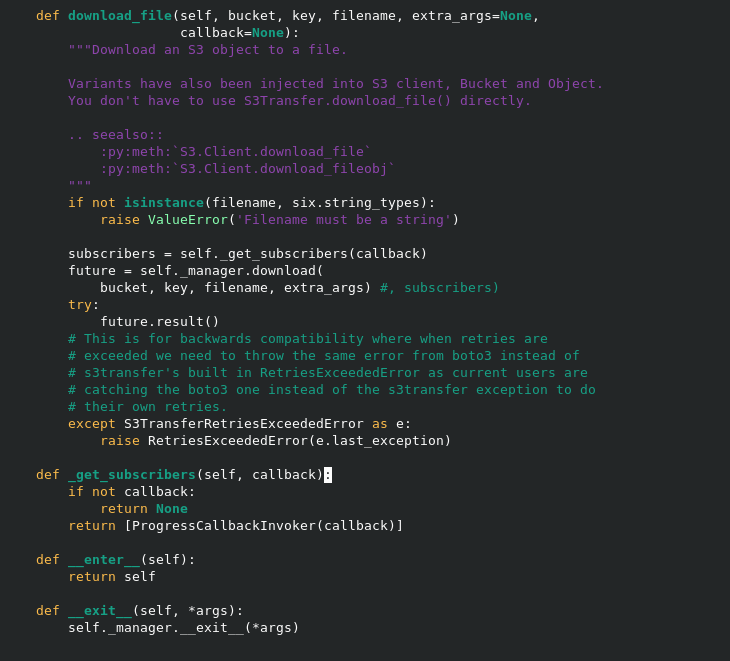 def download_file(self, bucket, key, filename, extra_args=None,
                  callback=None):
    """Download an S3 object to a file.

    Variants have also been injected into S3 client, Bucket and Object.
    You don't have to use S3Transfer.download_file() directly.

    .. seealso::
        :py:meth:`S3.Client.download_file`
        :py:meth:`S3.Client.download_fileobj`
    """
    if not isinstance(filename, six.string_types):
        raise ValueError('Filename must be a string')

    subscribers = self._get_subscribers(callback)
    future = self._manager.download(
        bucket, key, filename, extra_args) #, subscribers)
    try:
        future.result()
    # This is for backwards compatibility where when retries are
    # exceeded we need to throw the same error from boto3 instead of
    # s3transfer's built in RetriesExceededError as current users are
    # catching the boto3 one instead of the s3transfer exception to do
    # their own retries.
    except S3TransferRetriesExceededError as e:
        raise RetriesExceededError(e.last_exception)

def _get_subscribers(self, callback):
    if not callback:
        return None
    return [ProgressCallbackInvoker(callback)]

def __enter__(self):
    return self

def __exit__(self, *args):
    self._manager.__exit__(*args)